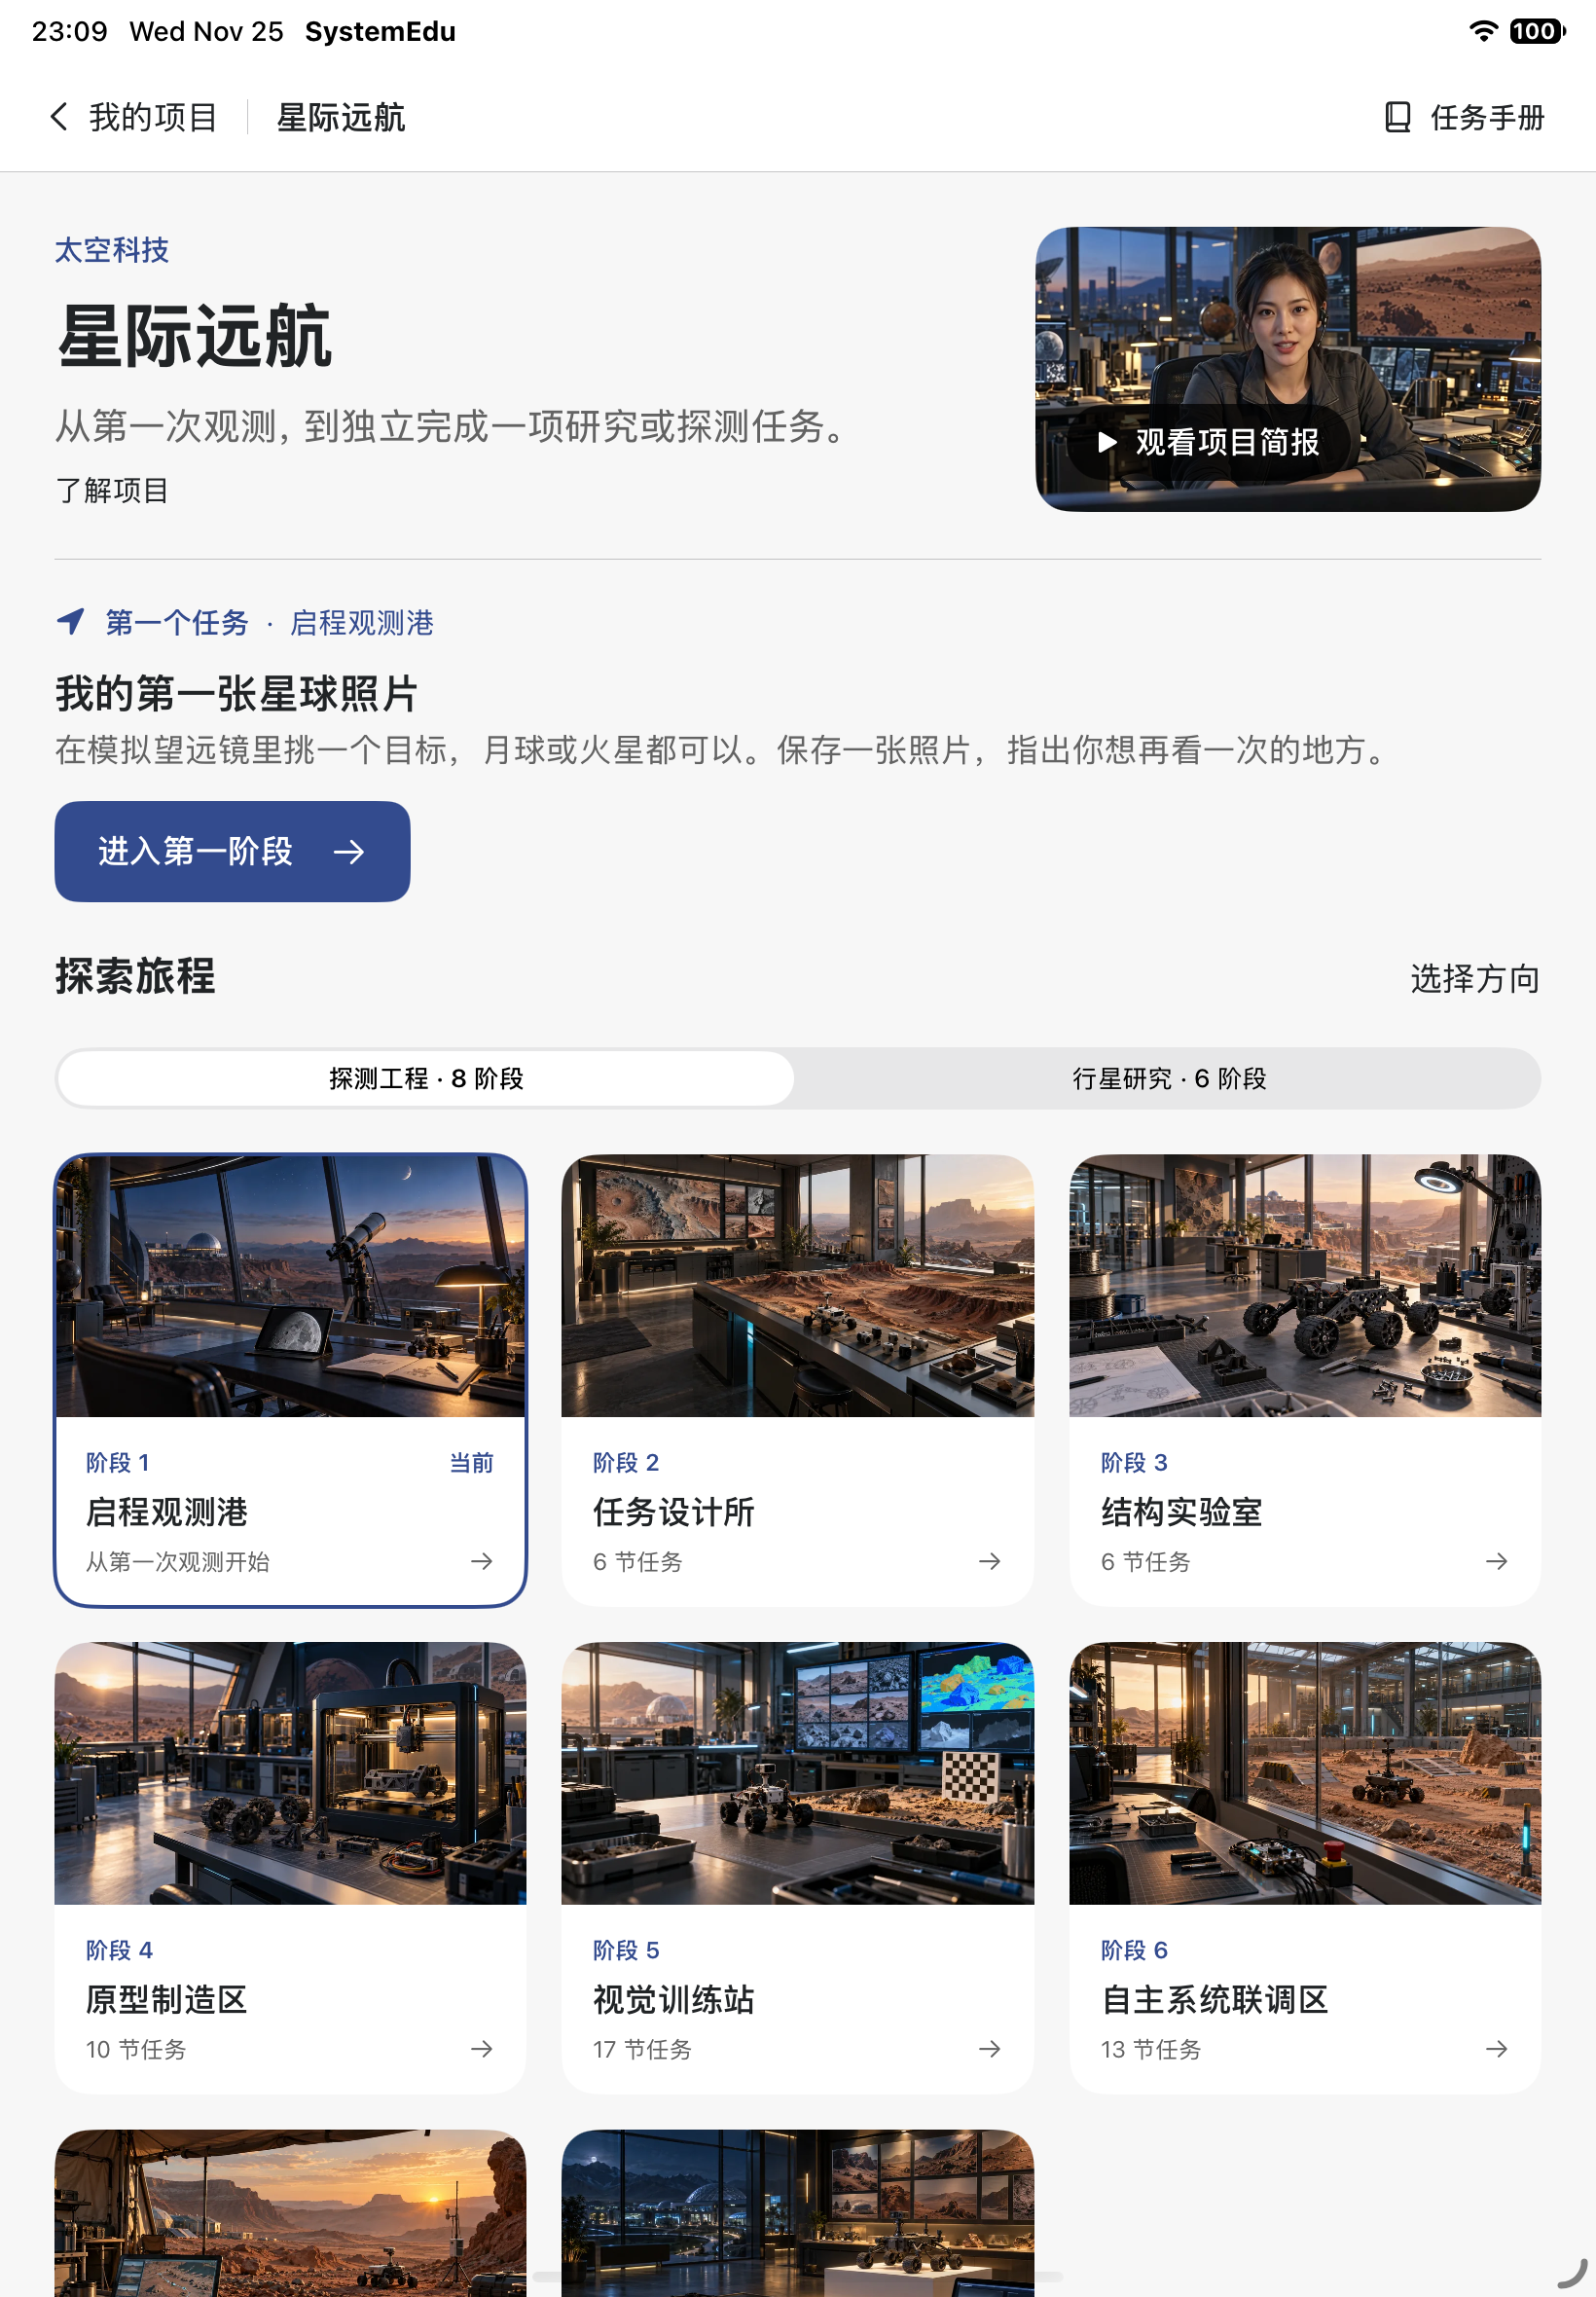 23:09 Wed Nov 25 SystemEdu
100
我的项目
星际远航
任务手册
太空科技
星际远航
从第一次观测,到独立完成一项研究或探测任务。
了解项目
观看项目简报
第一个任务 · 启程观测港
我的第一张星球照片
在模拟望远镜里挑一个目标，月球或火星都可以。保存一张照片，指出你想再看一次的地方。
进入第一阶段
探索旅程
选择方向
探测工程 · 8 阶段
行星研究 · 6 阶段
阶段 1
当前
启程观测港
从第一次观测开始
阶段 2
任务设计所
6 节任务
阶段 3
结构实验室
6 节任务
阶段 4
原型制造区
10 节任务
阶段 5
视觉训练站
17 节任务
阶段 6
自主系统联调区
13 节任务